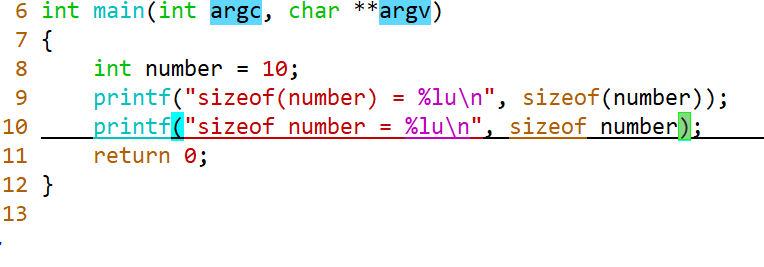 6 int main(int argc, char **argv)
7 {
8     int number = 10;
9     printf("sizeof(number) = %lu\n", sizeof(number));
10     printf("sizeof number = %lu\n", sizeof number);
11     return 0;
12 }
13